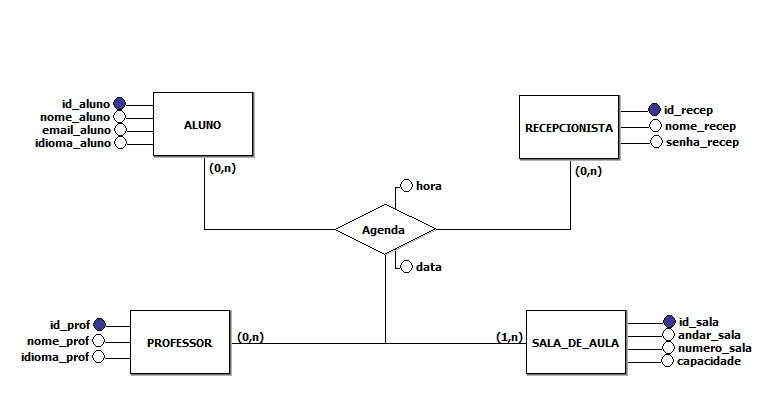 id_aluno
nome_aluno
email_aluno
idioma_aluno
ALUNO
(0,n)
RECEPCIONISTA
id_recep
nome_recep
senha_recep
(0,n)
hora
Agenda
data
id_prof
nome_prof
idioma_prof
PROFESSOR
(0,n)
(1,n)
SALA_DE_AULA
id_sala
andar_sala
numero_sala
capacidade